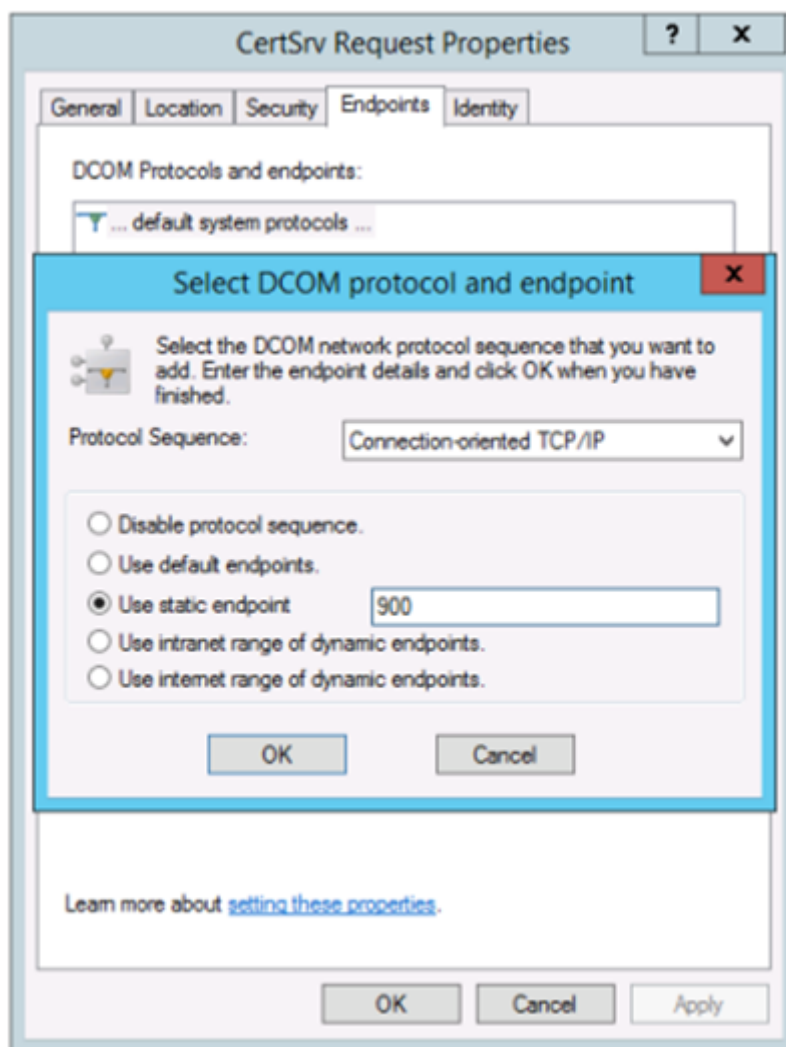 CertSrv Request Properties
? x
General Location Security Endpoints Identity
DCOM Protocols and endpoints:
... default system protocols ...
Select DCOM protocol and endpoint
x
Select the DCOM network protocol sequence that you want to
add. Enter the endpoint details and click OK when you have
finished.
Protocol Sequence: Connection-oriented TCP/IP
Disable protocol sequence.
Use default endpoints.
Use static endpoint 900
Use intranet range of dynamic endpoints.
Use internet range of dynamic endpoints.
OK Cancel
Learn more about setting these properties.
OK Cancel Apply